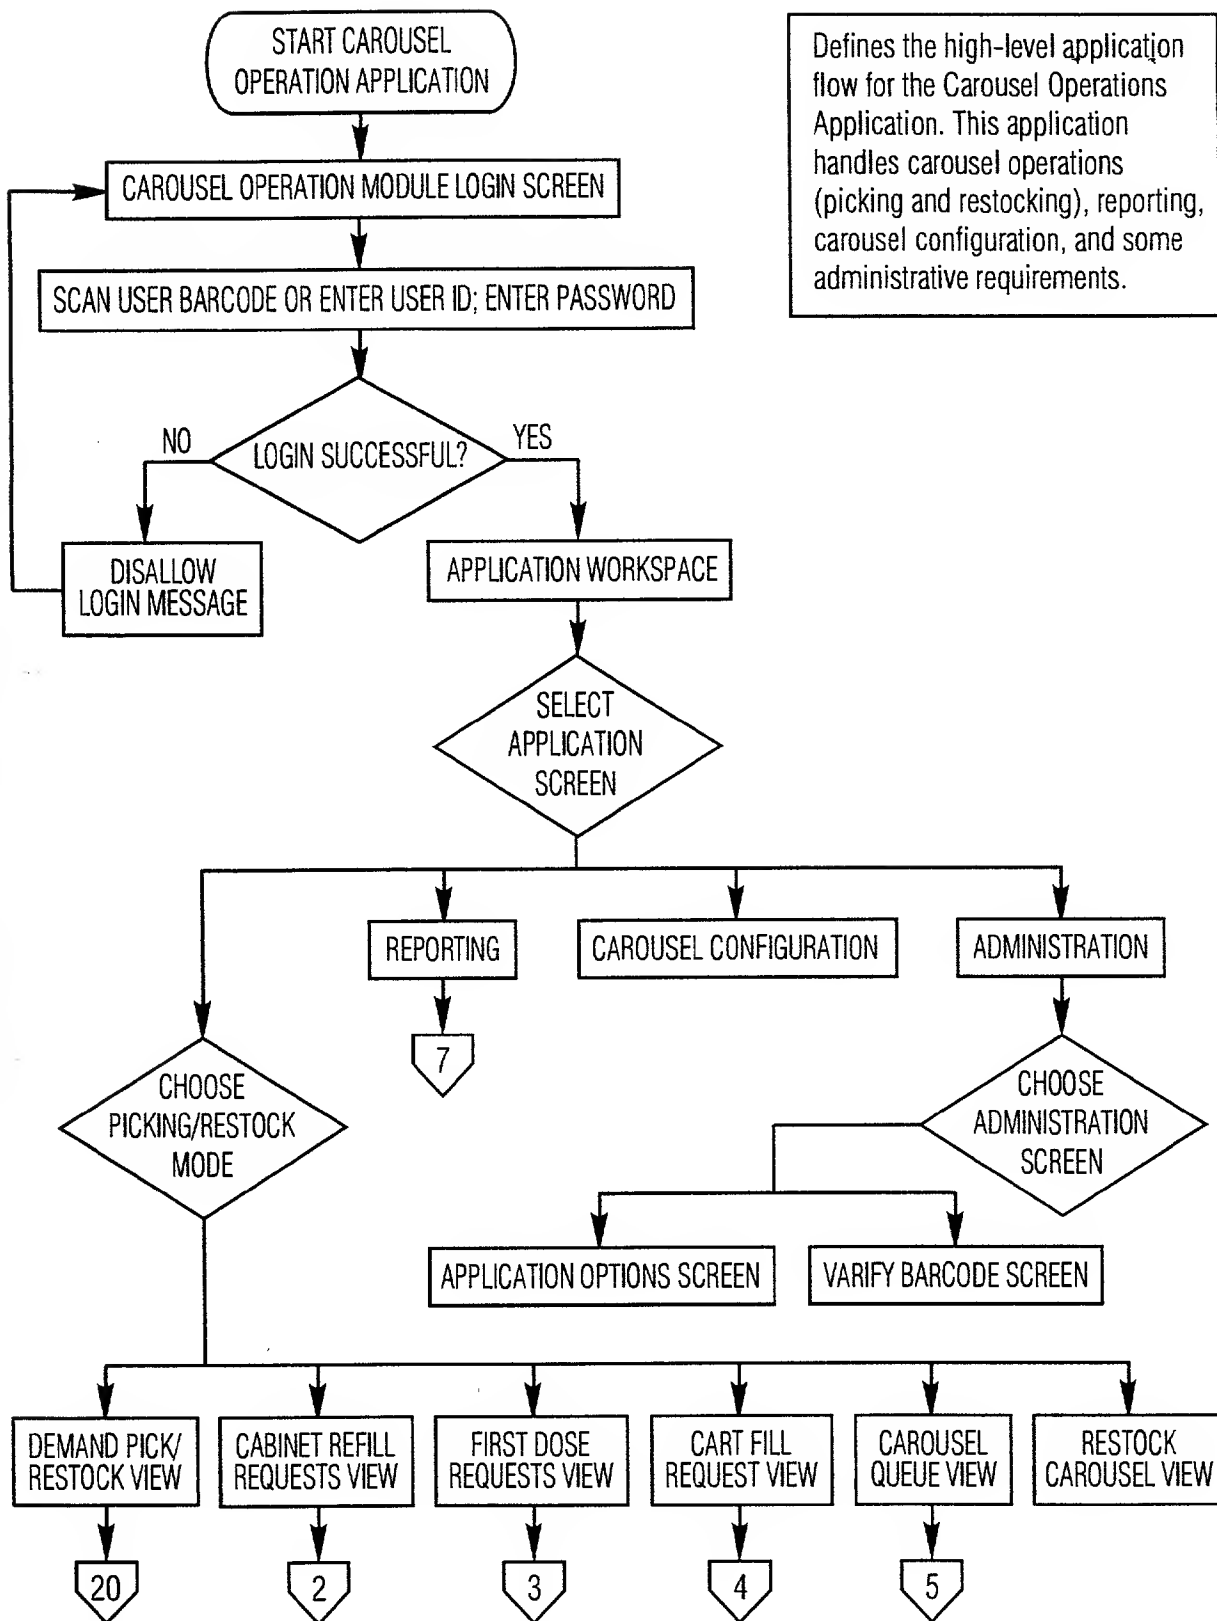 START CAROUSEL
OPERATION APPLICATION
Defines the high-level application
flow for the Carousel Operations
Application. This application
handles carousel operations
(picking and restocking), reporting,
carousel configuration, and some
administrative requirements.
CAROUSEL OPERATION MODULE LOGIN SCREEN
SCAN USER BARCODE OR ENTER USER ID; ENTER PASSWORD
NO
LOGIN SUCCESSFUL?
YES
DISALLOW
LOGIN MESSAGE
APPLICATION WORKSPACE
SELECT
APPLICATION
SCREEN
REPORTING
CAROUSEL CONFIGURATION
ADMINISTRATION
7
CHOOSE
PICKING/RESTOCK
MODE
CHOOSE
ADMINISTRATION
SCREEN
APPLICATION OPTIONS SCREEN
VARIFY BARCODE SCREEN
DEMAND PICK/
RESTOCK VIEW
CABINET REFILL
REQUESTS VIEW
FIRST DOSE
REQUESTS VIEW
CART FILL
REQUEST VIEW
CAROUSEL
QUEUE VIEW
RESTOCK
CAROUSEL VIEW
20
2
3
4
5